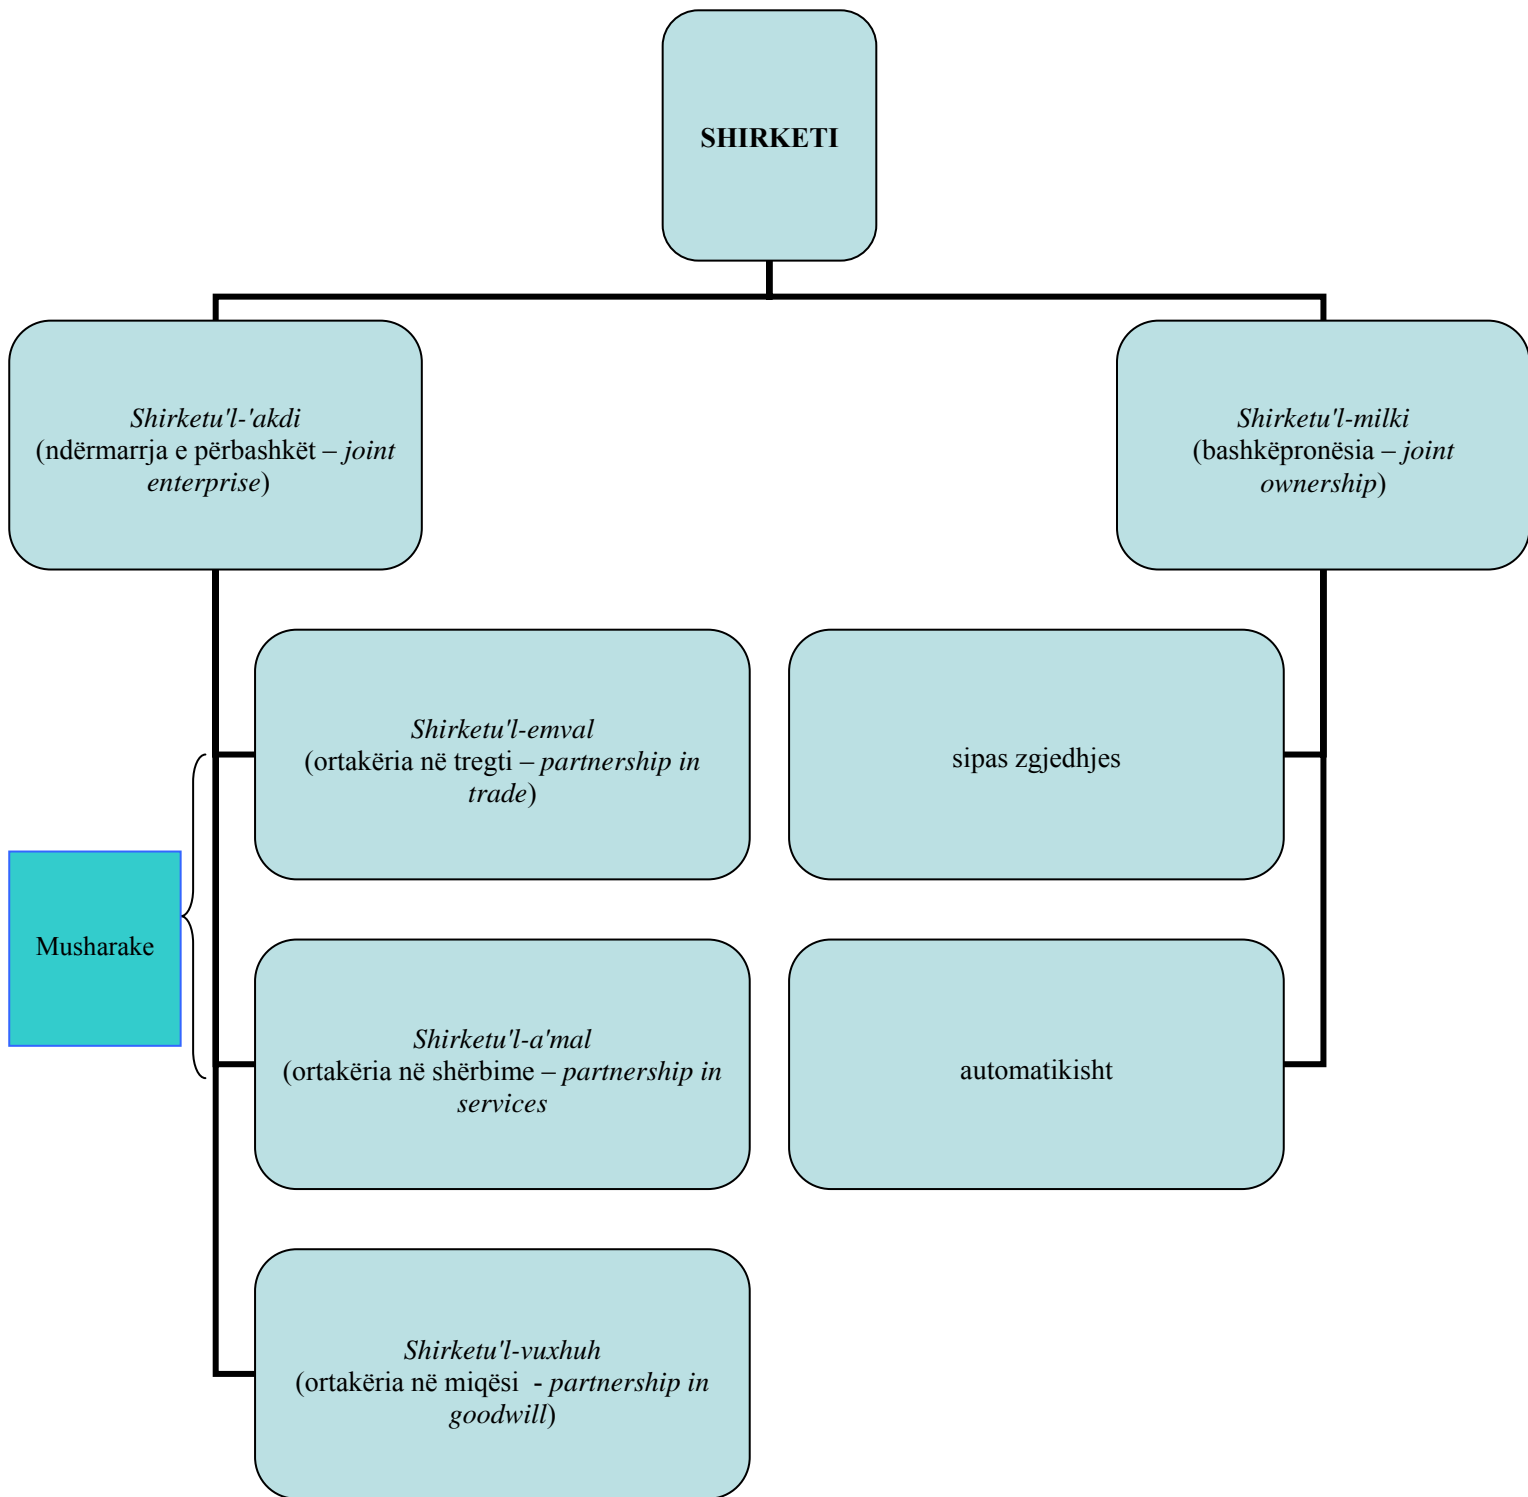 SHIRKETI
Shirketu'l-'akdi
(ndërmarrja e përbashkët – joint
enterprise)
Shirketu'l-milki
(bashkëpronësia – joint
ownership)
Shirketu'l-emval
(ortakëria në tregti – partnership in
trade)
sipas zgjedhjes
Musharake
Shirketu'l-a'mal
(ortakëria në shërbime – partnership in
services
automatikisht
Shirketu'l-vuxhuh
(ortakëria në miqësi  - partnership in
goodwill)